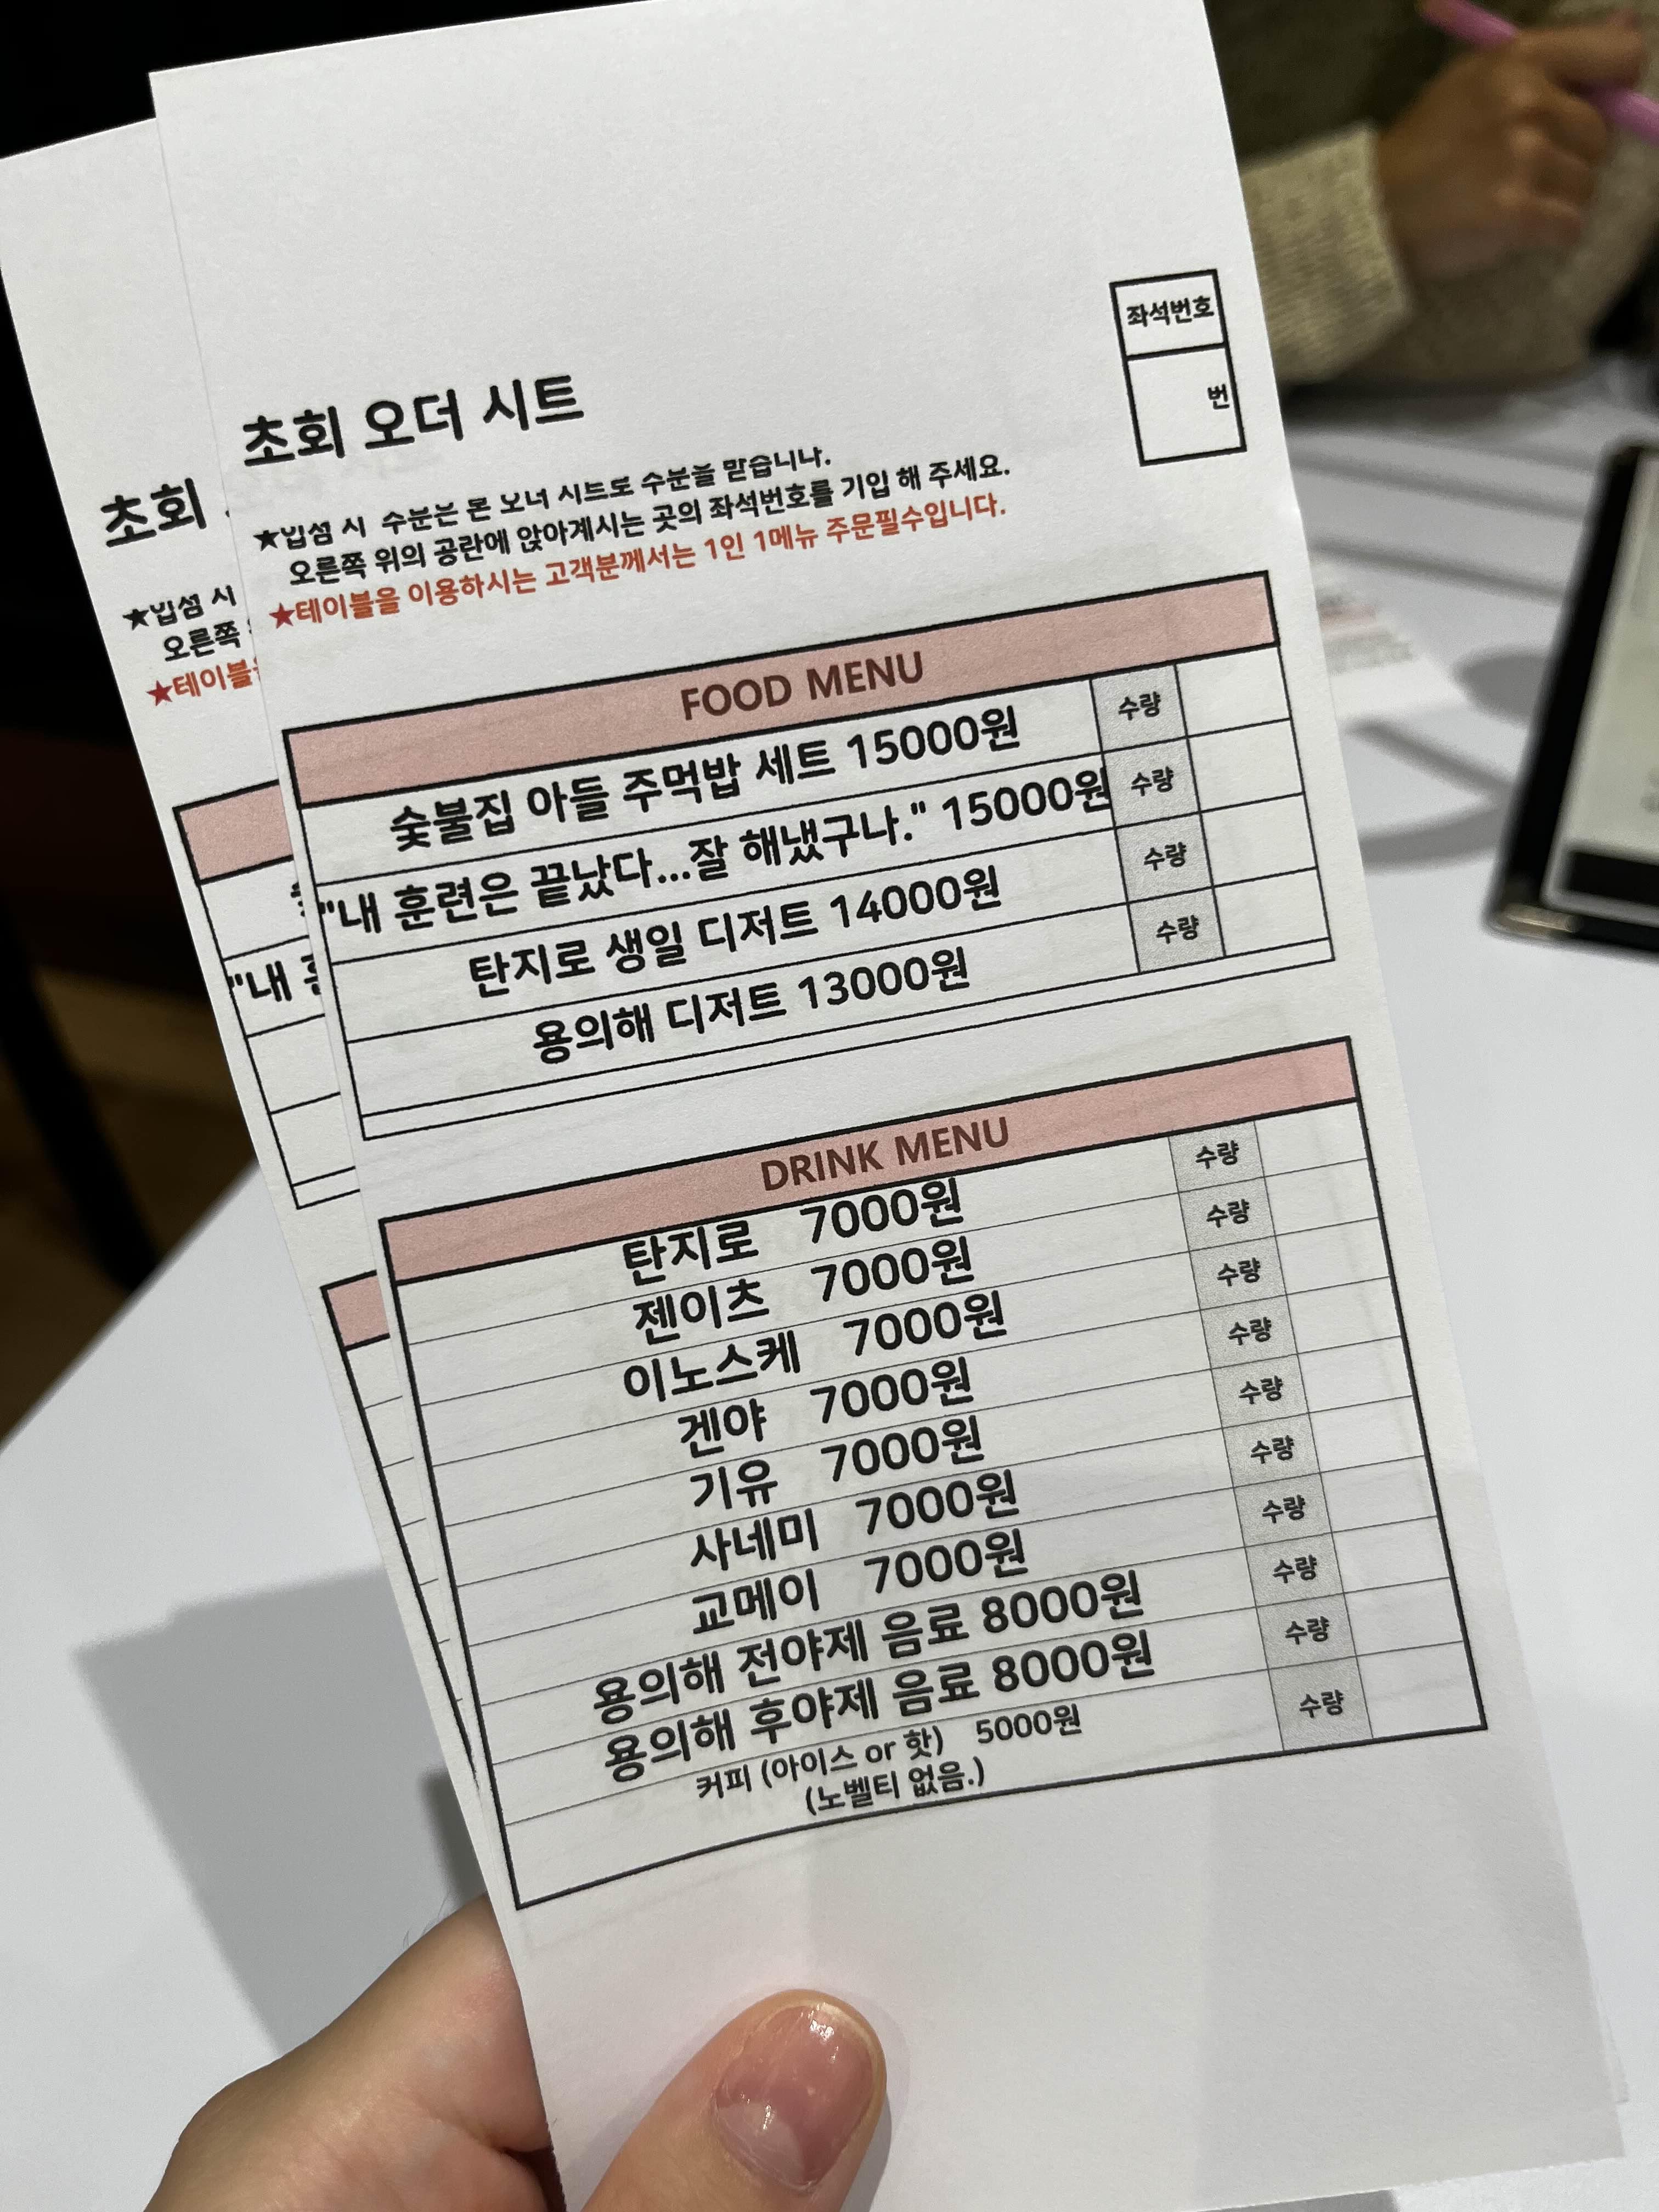 초회 오더 시트
좌석번호
번
★입점 시 주문은 본 오더 시트로 주문을 받습니다.
오른쪽 위의 공란에 앉아계시는 곳의 좌석번호를 기입 해 주세요.
★테이블을 이용하시는 고객분께서는 1인 1메뉴 주문필수입니다.
FOOD MENU
숯불집 아들 주먹밥 세트 15000원 수량
"내 훈련은 끝났다...잘 해냈구나." 15000원 수량
탄지로 생일 디저트 14000원 수량
용의해 디저트 13000원 수량
DRINK MENU
탄지로 7000원 수량
젠이츠 7000원 수량
이노스케 7000원 수량
겐야 7000원 수량
기유 7000원 수량
사네미 7000원 수량
교메이 7000원 수량
용의해 전야제 음료 8000원 수량
용의해 후야제 음료 8000원 수량
커피 (아이스 or 핫) 5000원 수량
(노벨티 없음.)
초회
★입점 시
오른쪽
★테이블을
"내